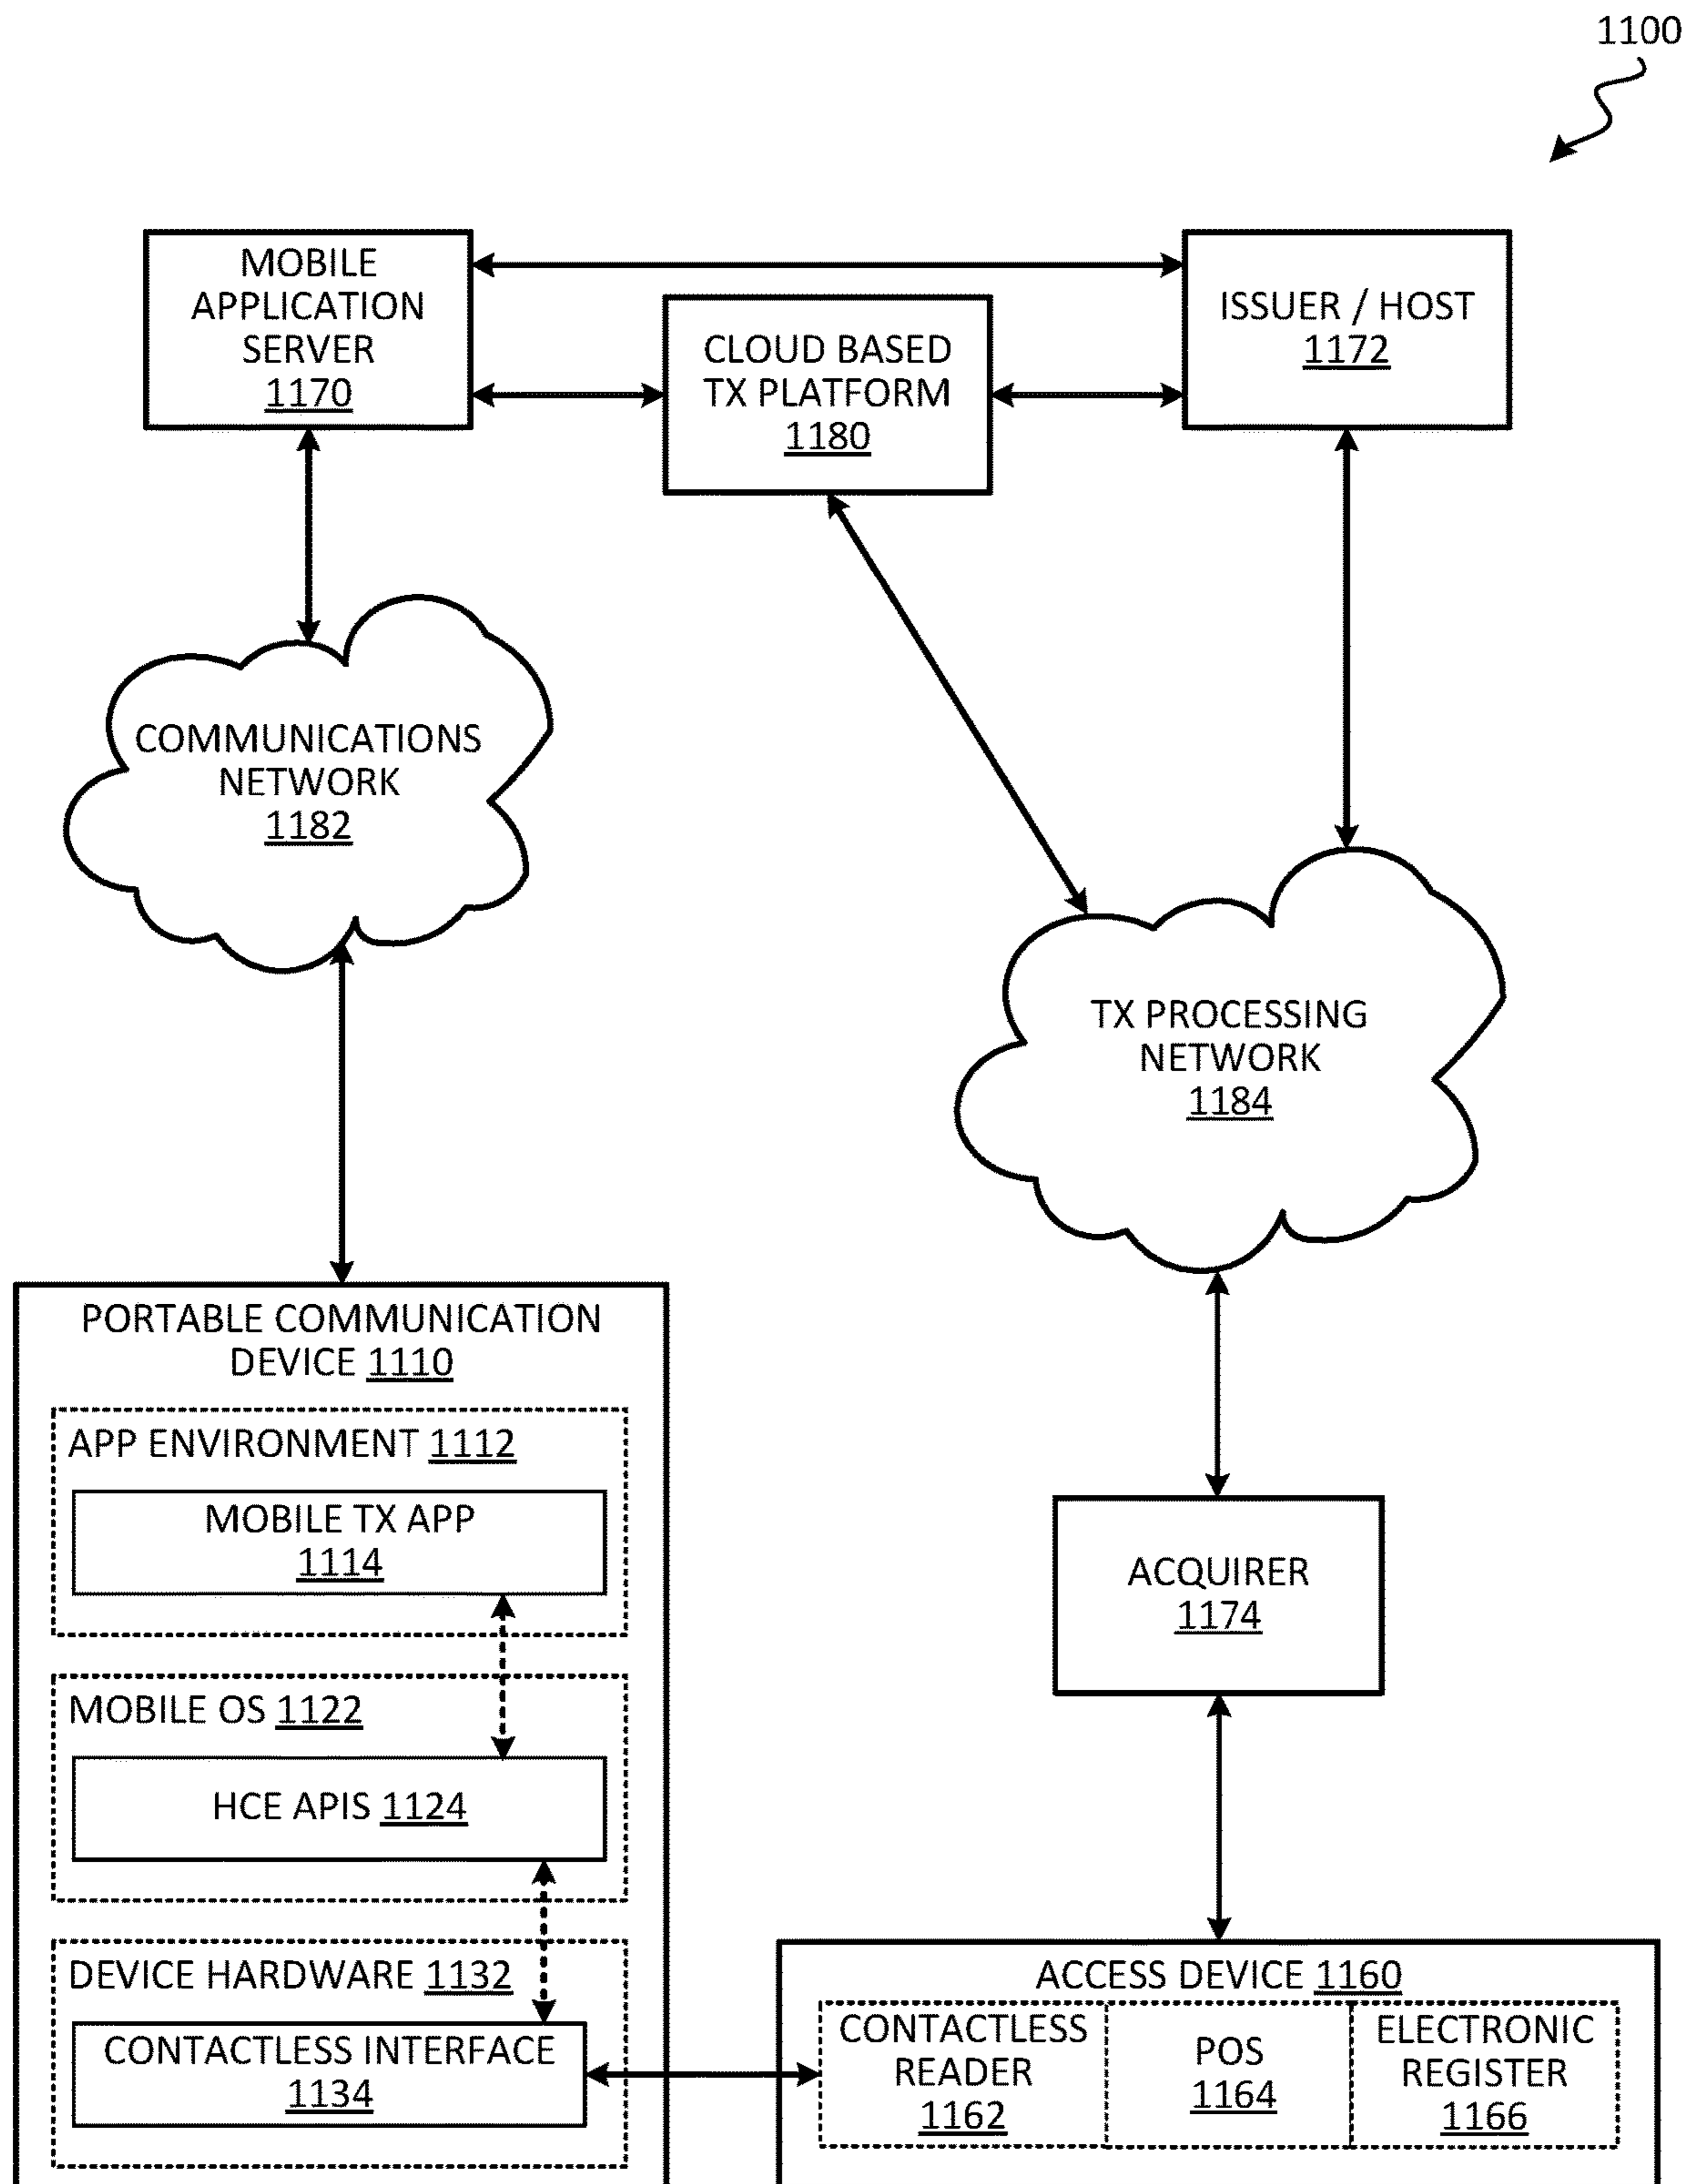 1100
MOBILE
APPLICATION
SERVER
1170
CLOUD BASED
TX PLATFORM
1180
ISSUER / HOST
1172
COMMUNICATIONS
NETWORK
1182
TX PROCESSING
NETWORK
1184
PORTABLE COMMUNICATION
DEVICE 1110
APP ENVIRONMENT 1112
MOBILE TX APP
1114
MOBILE OS 1122
HCE APIS 1124
DEVICE HARDWARE 1132
CONTACTLESS INTERFACE
1134
ACQUIRER
1174
ACCESS DEVICE 1160
CONTACTLESS
READER
1162
POS
1164
ELECTRONIC
REGISTER
1166